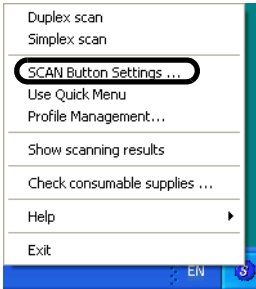 Duplex scan
Simplex scan
SCAN Button Settings ...
Use Quick Menu
Profile Management...
Show scanning results
Check consumable supplies ...
Help
Exit
EN
S